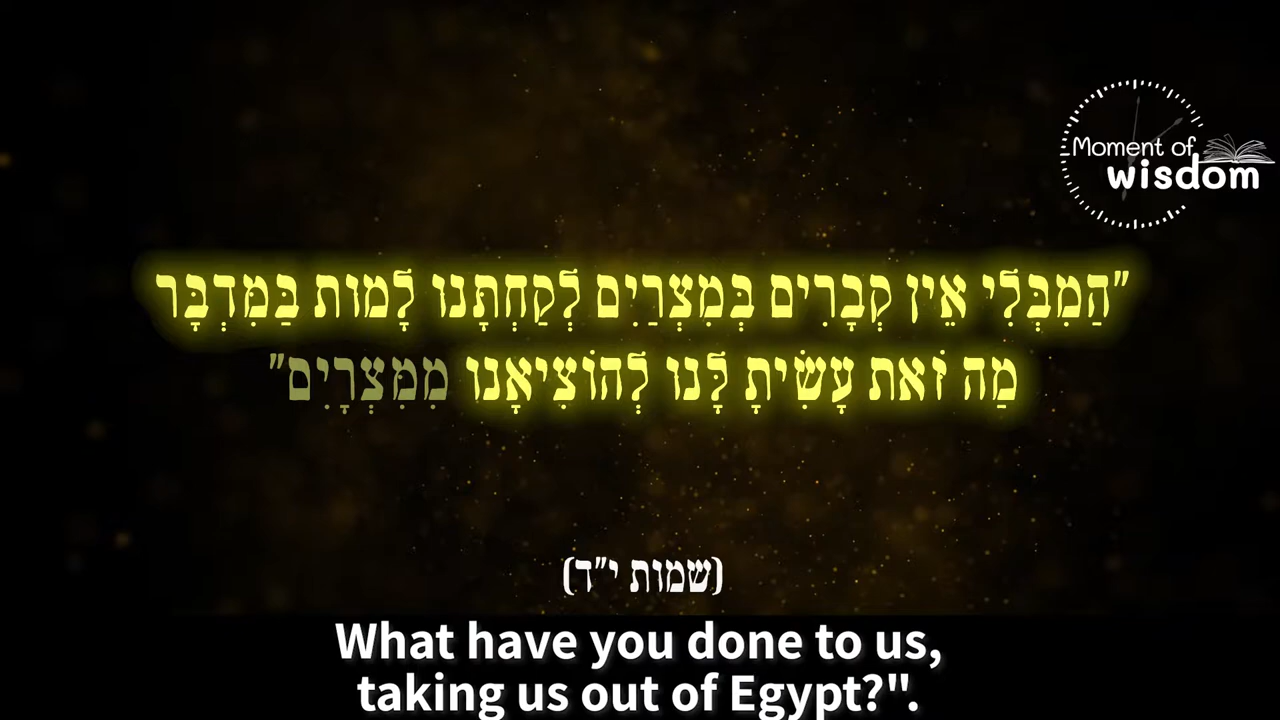 Moment of
wisdom
"הַמִבְּלִי אֵין קְבָרִים בְּמִצְרַיִם לְקַחְתָּנוּ לָמוּת בַּמִּדְבָּר
מַה זֹּאת עָשִׂיתָ לָּנוּ לְהוֹצִיאָנוּ מִמִּצְרָיִם"
(שמות י"ד)
What have you done to us,
taking us out of Egypt?".